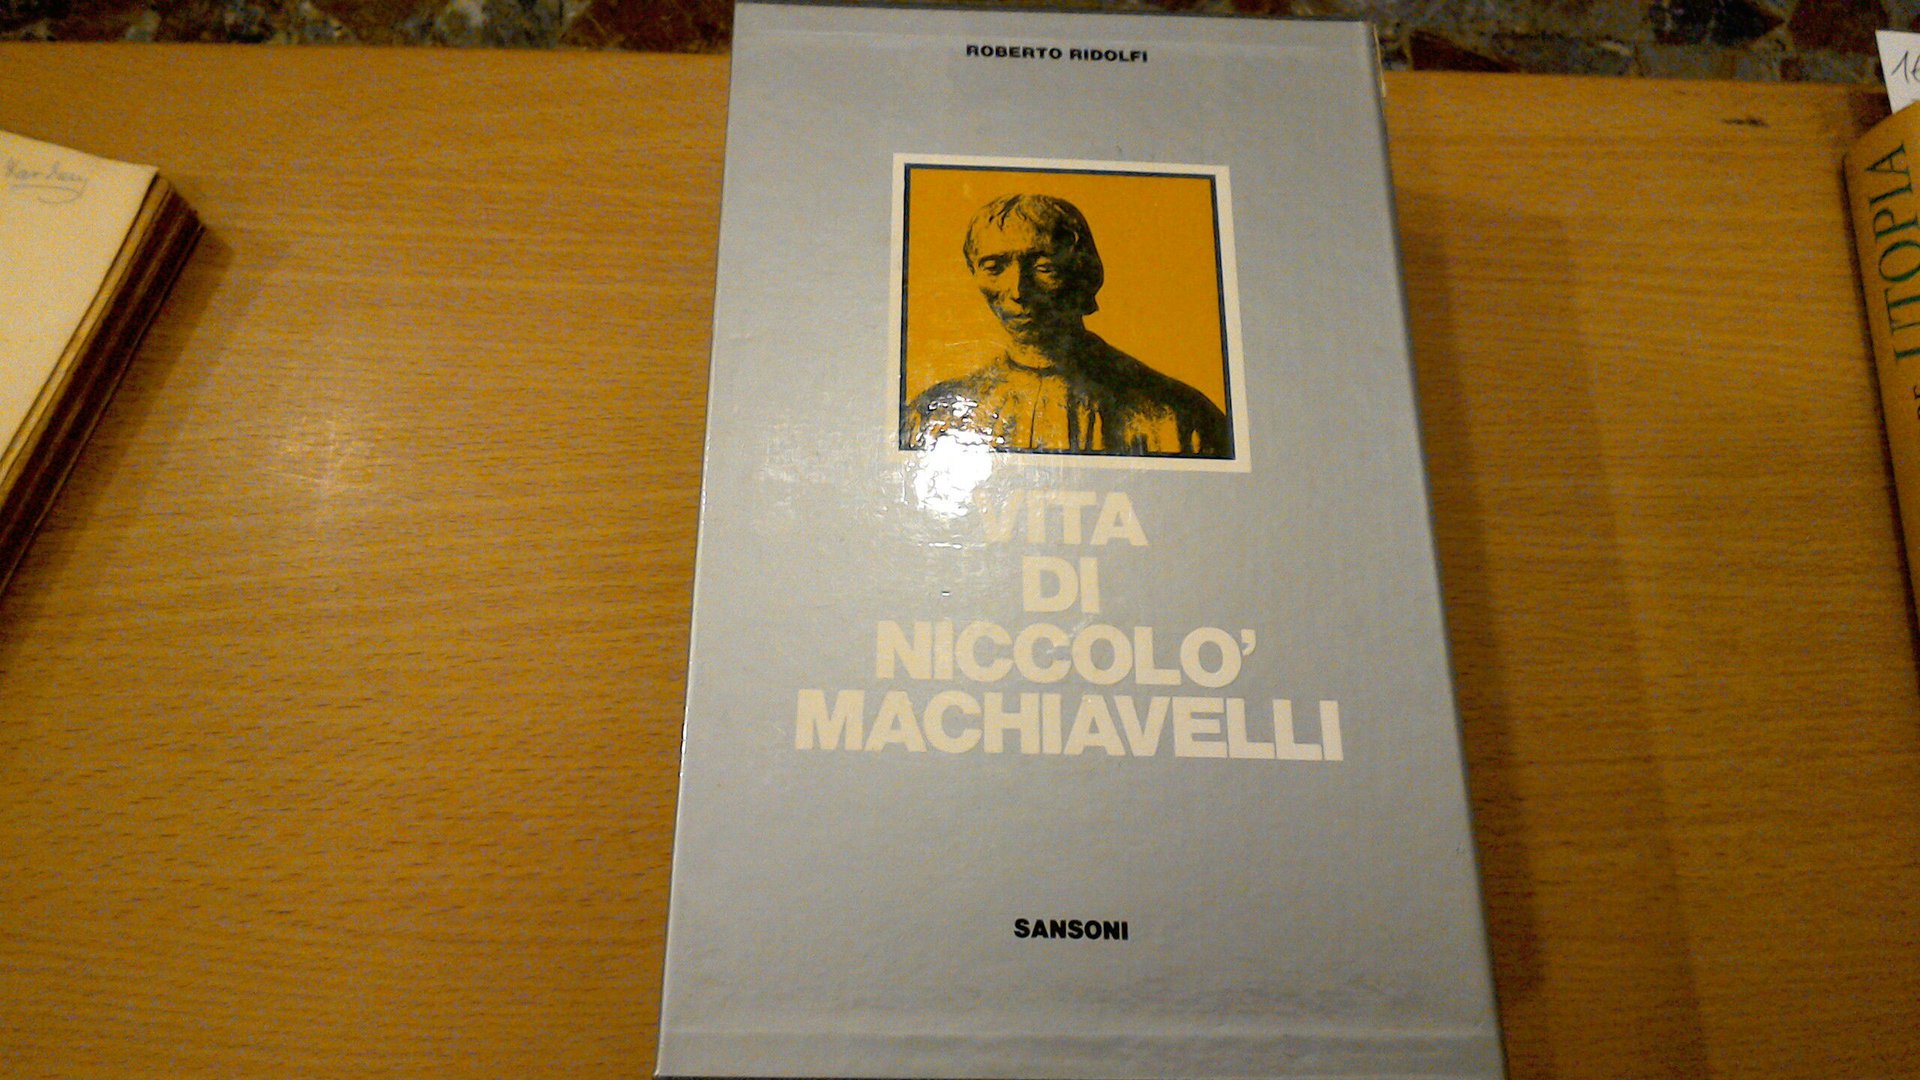 ROBERTO RIDOLFI
VITA
DI
NICCOLO'
MACHIAVELLI
SANSONI
UTOPIA